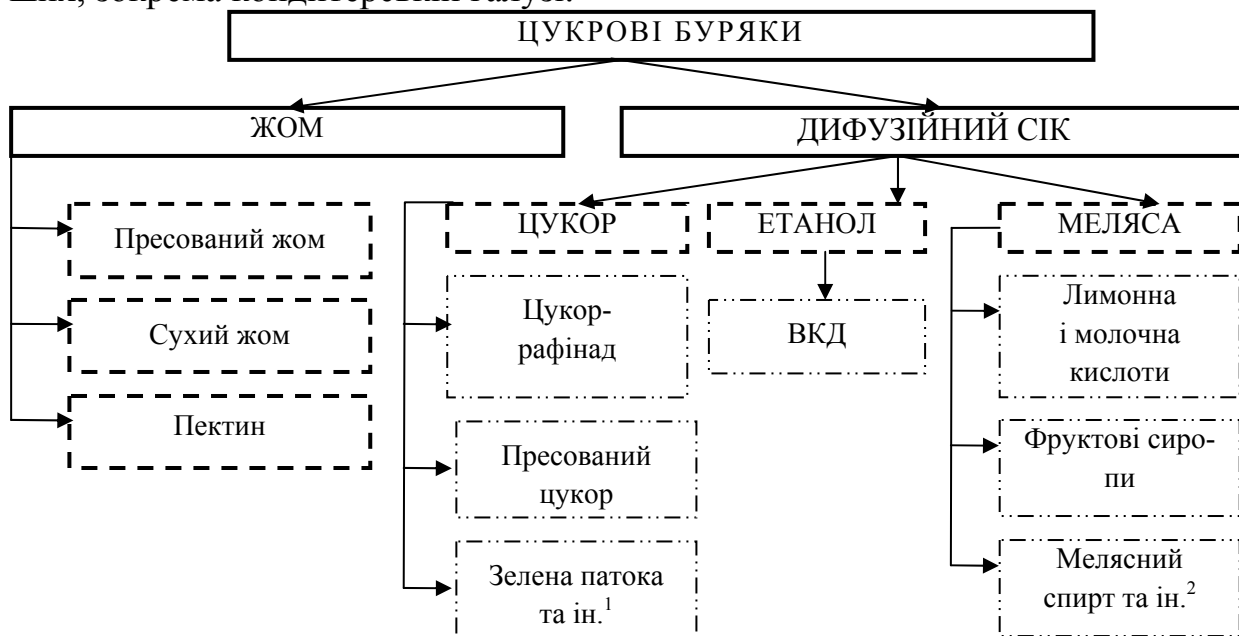 ЦУКРОВІ БУРЯКИ
ЖОМ
ДИФУЗІЙНИЙ СІК
Пресований жом
Сухий жом
Пектин
ЦУКОР
Цукор-
рафінад
Пресований
цукор
Зелена патока
та ін.1
ЕТАНОЛ
ВКД
МЕЛЯСА
Лимонна
і молочна
кислоти
Фруктові сиро-
пи
Мелясний
спирт та ін.2